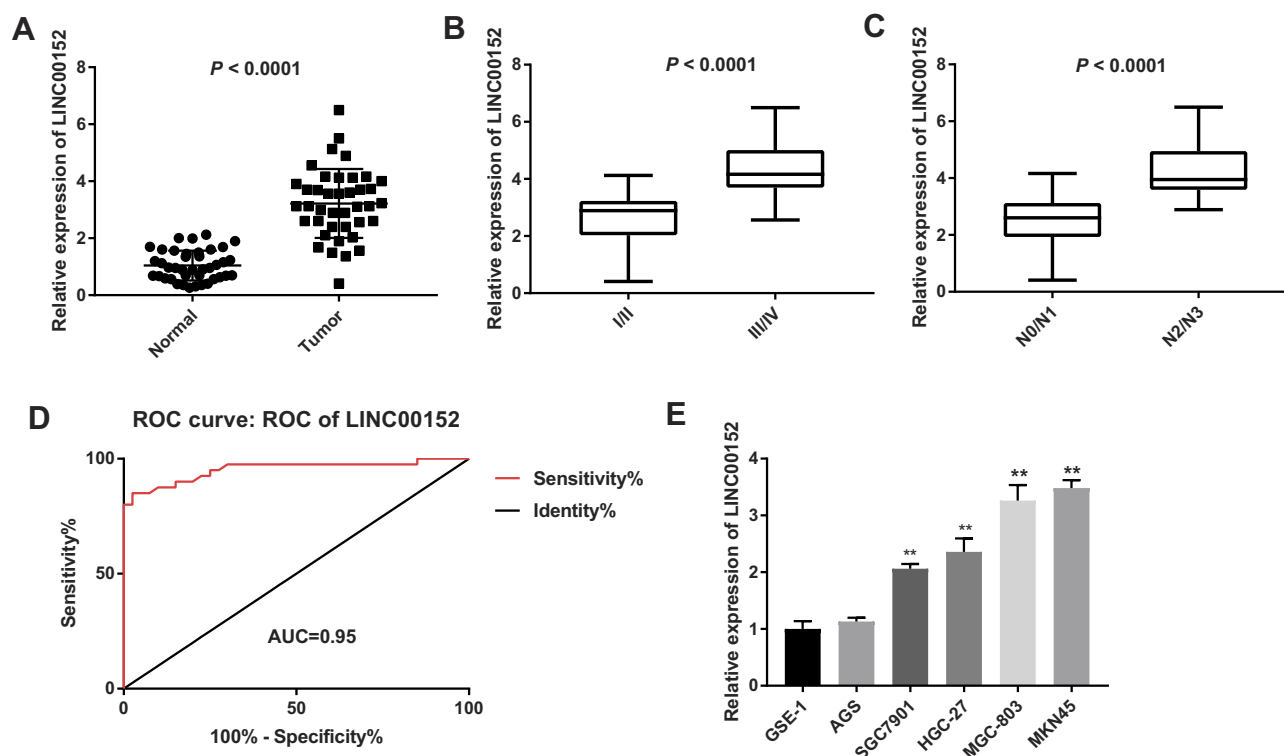 A
Relative expression of LINC00152
P < 0.0001
8
6
4
2
0
Normal
Tumor
B
Relative expression of LINC00152
P < 0.0001
8
6
4
2
0
I/II
III/IV
C
Relative expression of LINC00152
P < 0.0001
8
6
4
2
0
N0/N1
N2/N3
D
ROC curve: ROC of LINC00152
Sensitivity%
100
50
0
Sensitivity%
Identity%
AUC=0.95
0
50
100
100% - Specificity%
E
Relative expression of LINC00152
4
3
2
1
0
**
**
**
**
GSE-1
AGS
SGC7901
HGC-27
MGC-803
MKN45